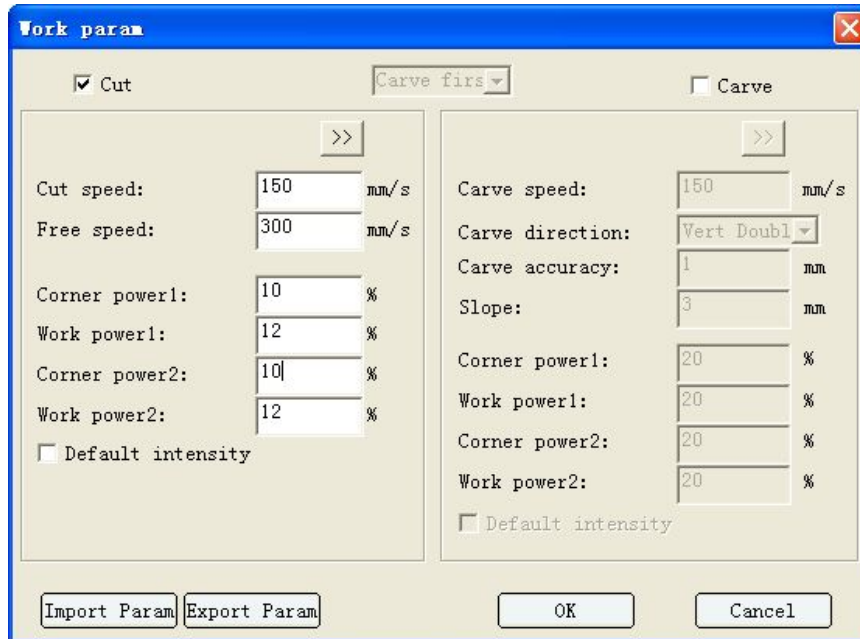 Work param
Cut
Carve firs
Carve
>>
Cut speed: 150 mm/s
Free speed: 300 mm/s
Corner power1: 10 %
Work power1: 12 %
Corner power2: 10 %
Work power2: 12 %
Default intensity
>>
Carve speed: 150 mm/s
Carve direction: Vert Doubl
Carve accuracy: 1 mm
Slope: 3 mm
Corner power1: 20 %
Work power1: 20 %
Corner power2: 20 %
Work power2: 20 %
Default intensity
Import Param Export Param OK Cancel